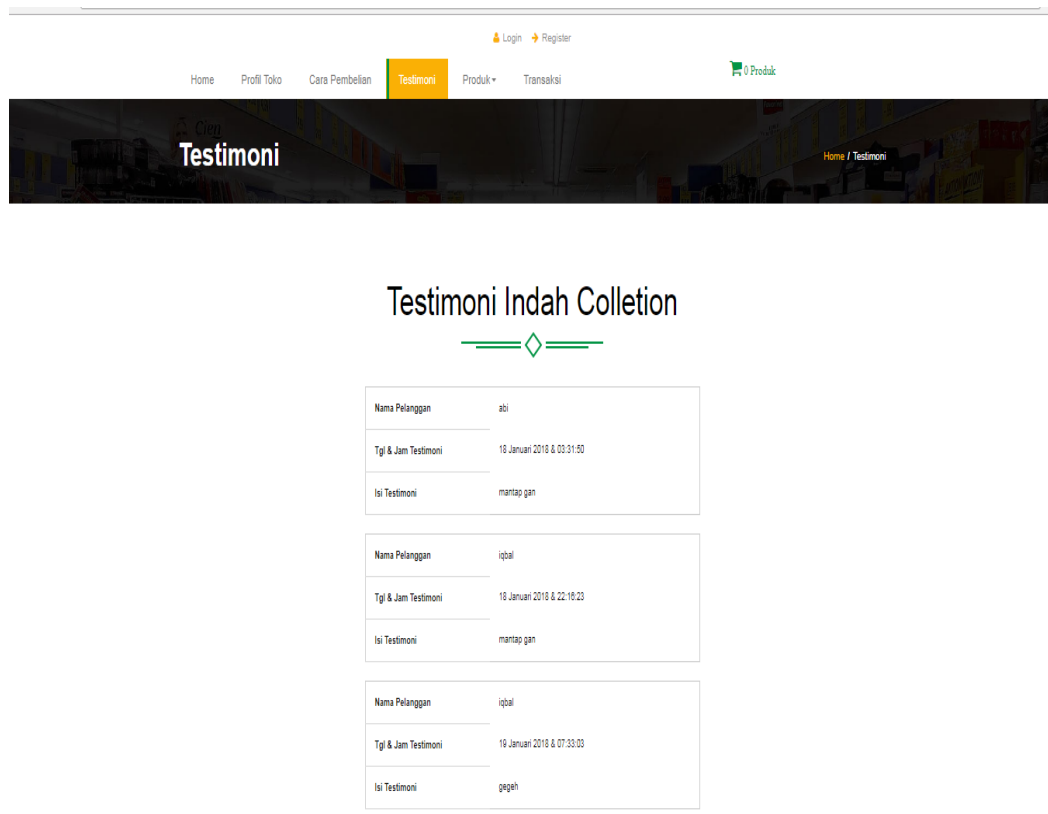 Login Register
Home Profil Toko Cara Pembelian Testimoni Produk Transaksi 0 Produk
Cien
Testimoni
Home / Testimoni
Testimoni Indah Colletion
Nama Pelanggan abi
Tgl & Jam Testimoni 18 Januari 2018 & 03:31:50
Isi Testimoni mantap gan
Nama Pelanggan iqbal
Tgl & Jam Testimoni 18 Januari 2018 & 22:16:23
Isi Testimoni mantap gan
Nama Pelanggan iqbal
Tgl & Jam Testimoni 19 Januari 2018 & 07:33:03
Isi Testimoni gegeh